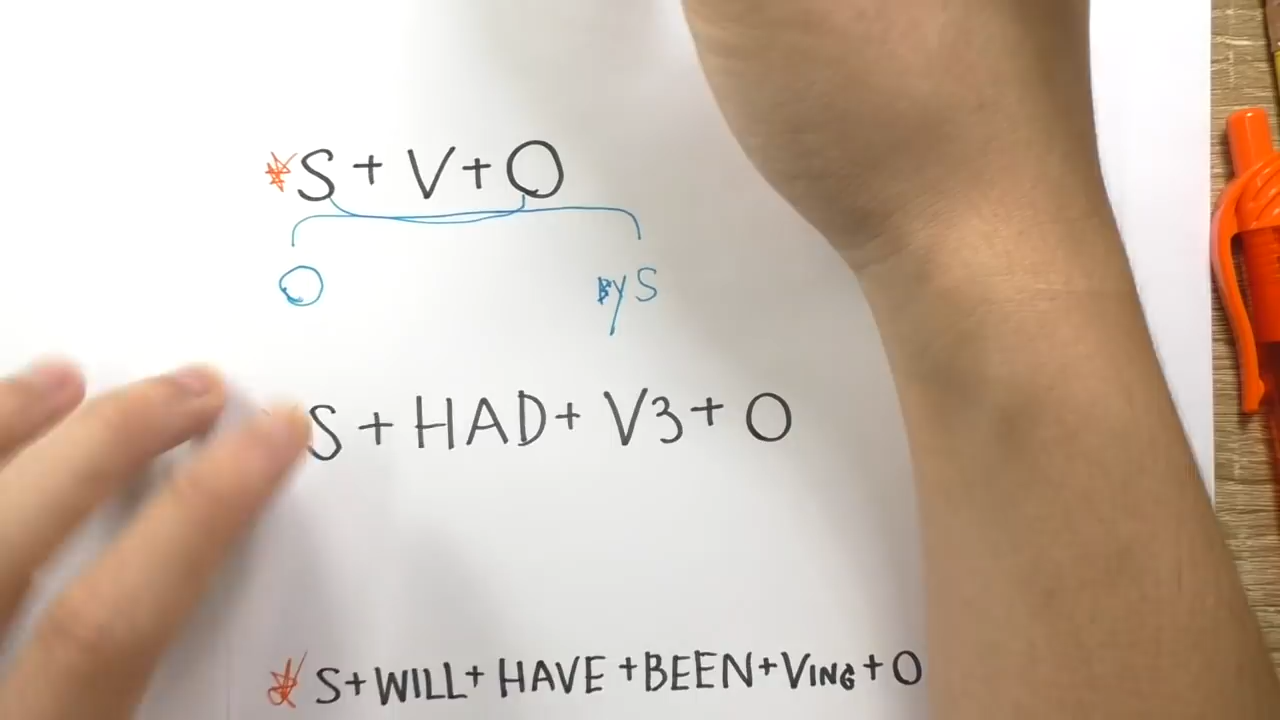 *S + V + O
O by S
S + HAD + V3 + O
* S + WILL + HAVE + BEEN + VING + O